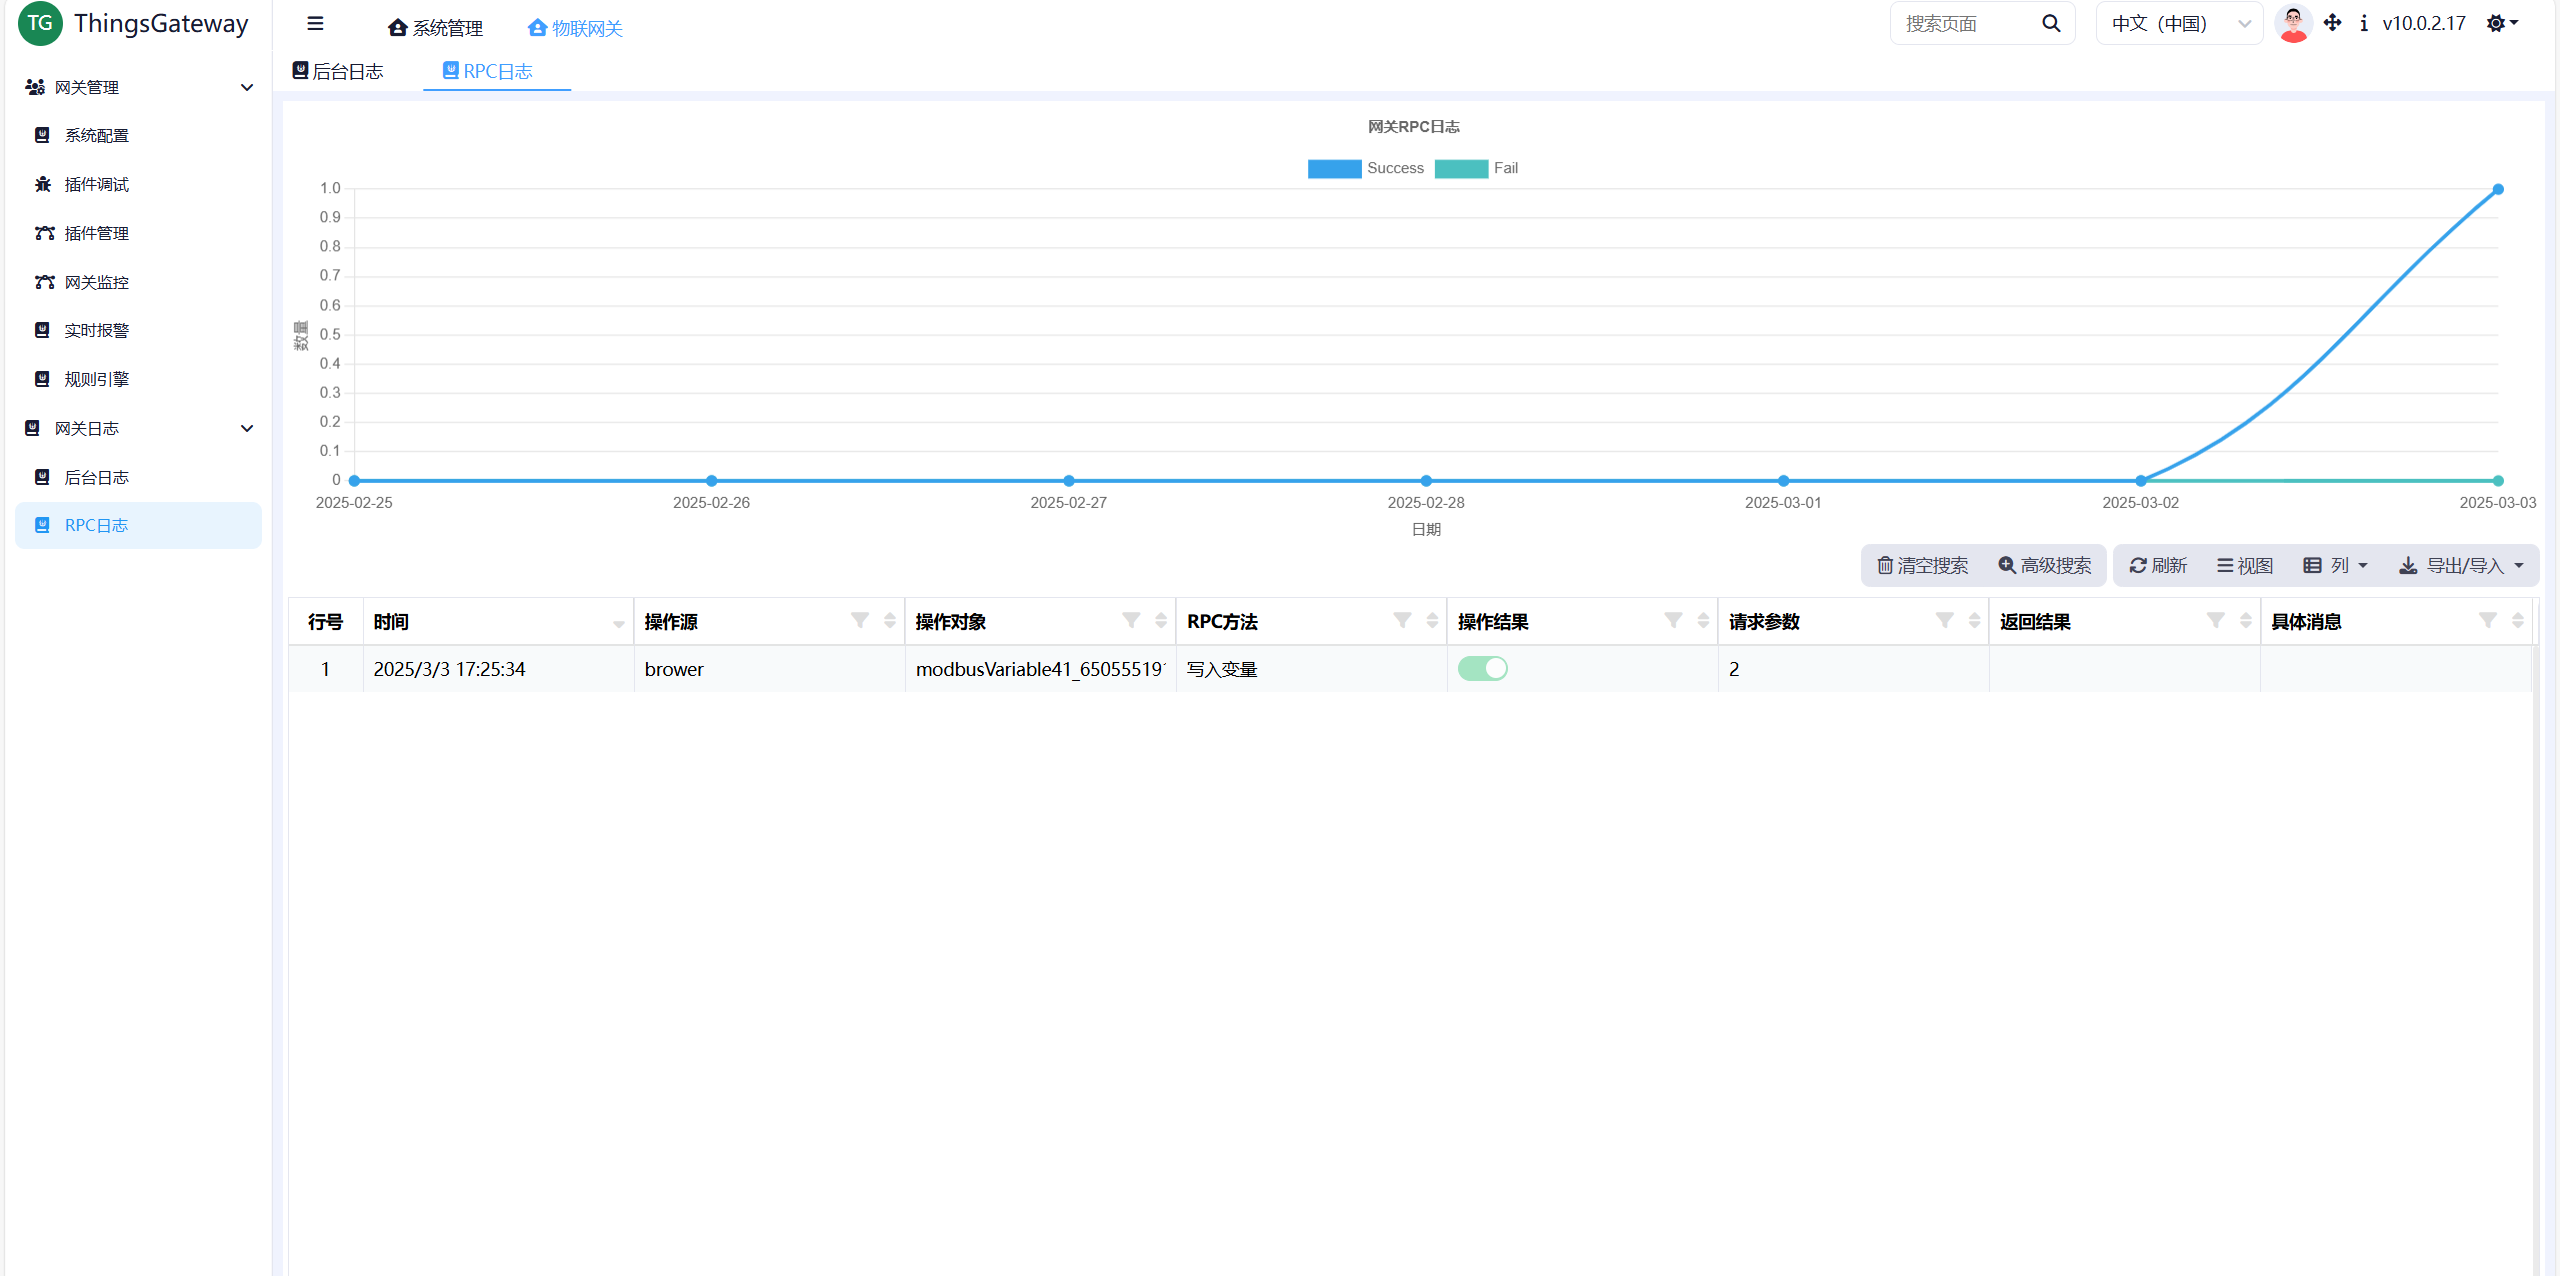 TG ThingsGateway
系统管理 物联网关 搜索页面 中文（中国） v10.0.2.17
后台日志 RPC日志
网关管理
系统配置
插件调试
插件管理
网关监控
实时报警
规则引擎
网关日志
后台日志
RPC日志
网关RPC日志
Success Fail
1.0
0.9
0.8
0.7
0.6
0.5
0.4
0.3
0.2
0.1
0
数量
2025-02-25 2025-02-26 2025-02-27 2025-02-28 2025-03-01 2025-03-02 2025-03-03
日期
清空搜索 高级搜索 刷新 视图 列 导出/导入
行号 时间 操作源 操作对象 RPC方法 操作结果 请求参数 返回结果 具体消息
1 2025/3/3 17:25:34 brower modbusVariable41_65055519 写入变量 2